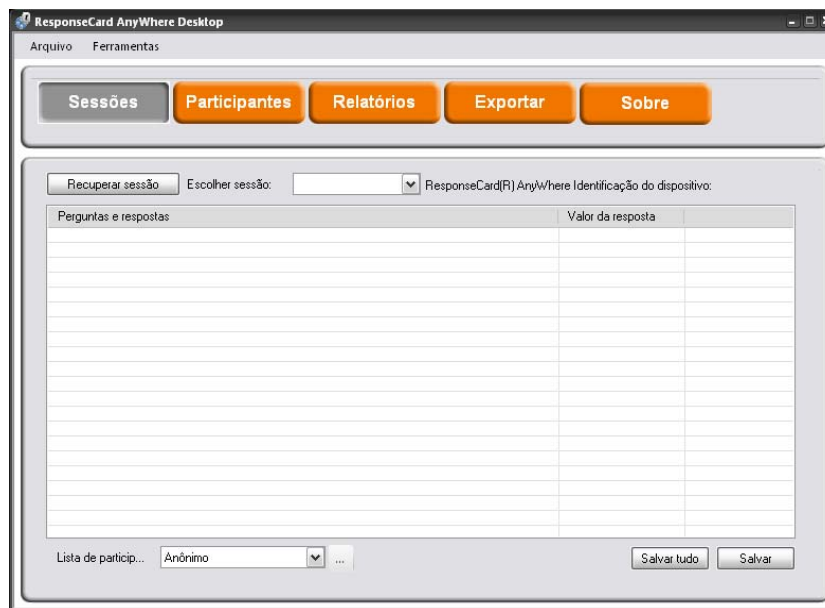 ResponseCard AnyWhere Desktop
Arquivo Ferramentas
Sessões Participantes Relatórios Exportar Sobre
Recuperar sessão Escolher sessão: ResponseCard(R) AnyWhere Identificação do dispositivo:
Perguntas e respostas Valor da resposta
Lista de particip... Anônimo ... Salvar tudo Salvar